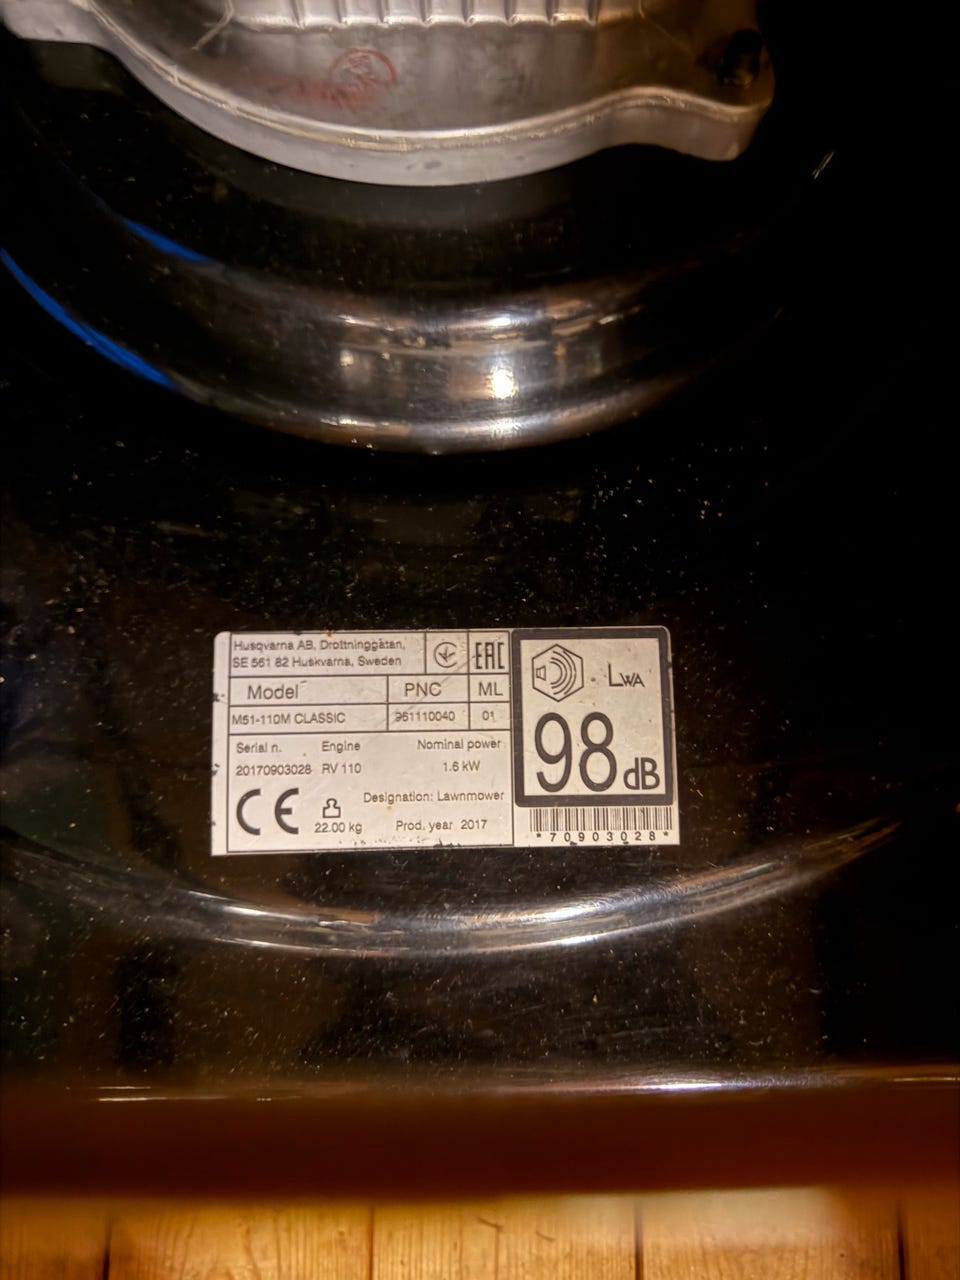 Husqvarna AB, Drottninggatan,
SE 561 82 Huskvarna, Sweden
EAC
Model PNC ML
M51-110M CLASSIC 961110040 01
Serial n. Engine Nominal power
20170903028 RV 110 1.6 kW
Designation: Lawnmower
CE 22.00 kg Prod. year 2017
LWA
98 dB
*70903028*